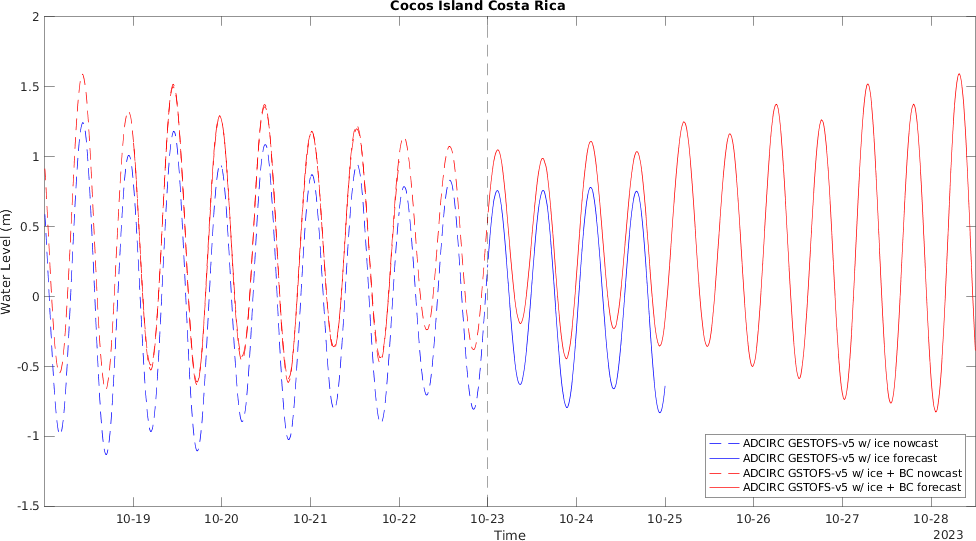 Cocos Island Costa Rica
2
1.5
1
0.5
0
-0.5
-1
-1.5
Water Level (m)
10-19 10-20 10-21 10-22 10-23 10-24 10-25 10-26 10-27 10-28
Time
2023
ADCIRC GESTOFS-v5 w/ ice nowcast
ADCIRC GESTOFS-v5 w/ ice forecast
ADCIRC GSTOFS-v5 w/ ice + BC nowcast
ADCIRC GSTOFS-v5 w/ ice + BC forecast